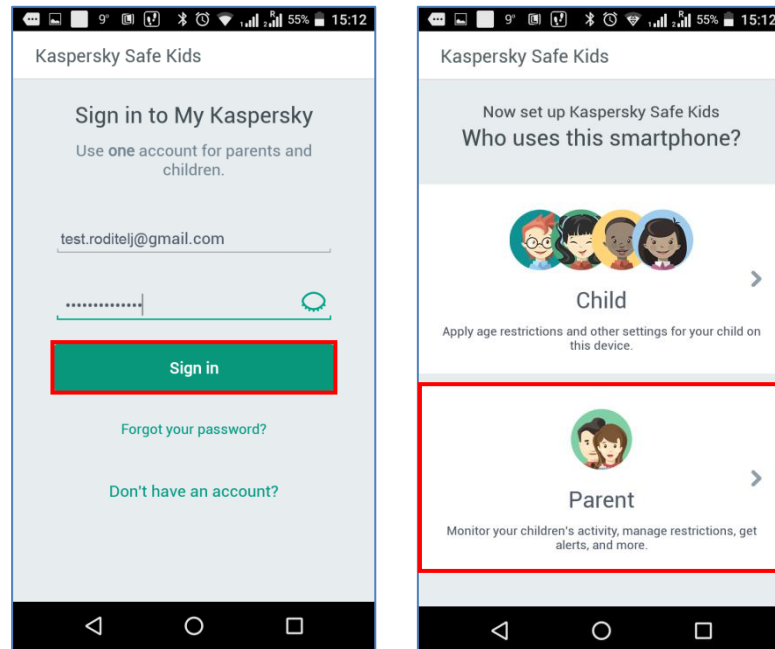 9° R 55% 15:12
Kaspersky Safe Kids
Sign in to My Kaspersky
Use one account for parents and
children.
test.roditelj@gmail.com
••••••••••••••
Sign in
Forgot your password?
Don't have an account?
9° R 55% 15:12
Kaspersky Safe Kids
Now set up Kaspersky Safe Kids
Who uses this smartphone?
Child
Apply age restrictions and other settings for your child on
this device.
Parent
Monitor your children's activity, manage restrictions, get
alerts, and more.